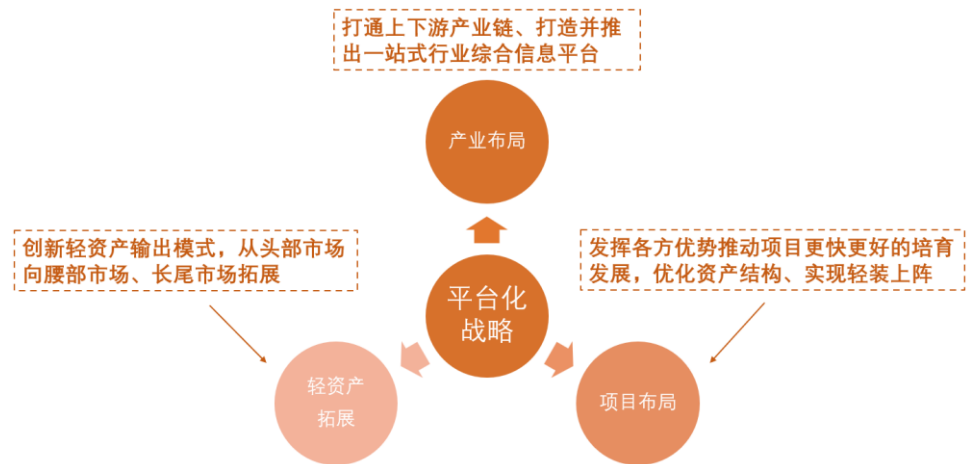 打通上下游产业链、打造并推
出一站式行业综合信息平台
产业布局
创新轻资产输出模式，从头部市场
向腰部市场、长尾市场拓展
发挥各方优势推动项目更快更好的培育
发展，优化资产结构、实现轻装上阵
平台化
战略
轻资产
拓展
项目布局